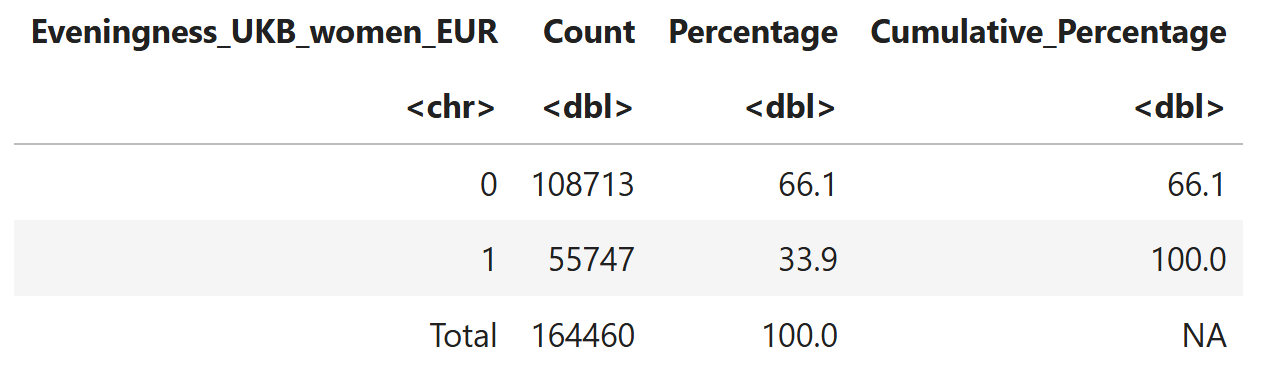 Eveningness_UKB_women_EUR Count Percentage Cumulative_Percentage
<chr> <dbl> <dbl> <dbl>
0 108713 66.1 66.1
1 55747 33.9 100.0
Total 164460 100.0 NA